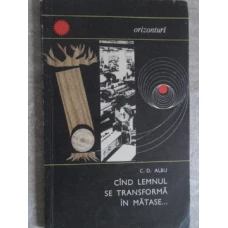 orizonturi
C. D. ALBU
CÎND LEMNUL
SE TRANSFORMĂ
ÎN MĂTASE...